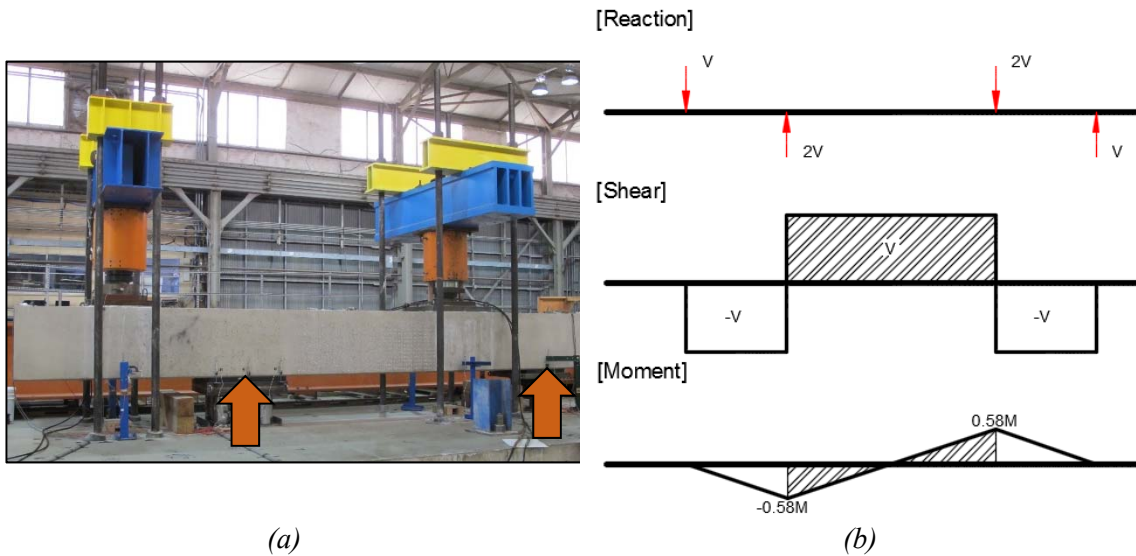 [Reaction]
V
2V
2V
V
[Shear]
V
-V
-V
[Moment]
0.58M
-0.58M
(a)
(b)